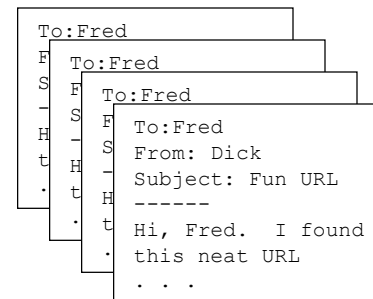 To:Fred
F
S
-
H
t
.
To:Fred
F
S
-
H
t
.
To:Fred
F
S
-
H
t
.
To:Fred
From: Dick
Subject: Fun URL
------
Hi, Fred.  I found
this neat URL
. . .